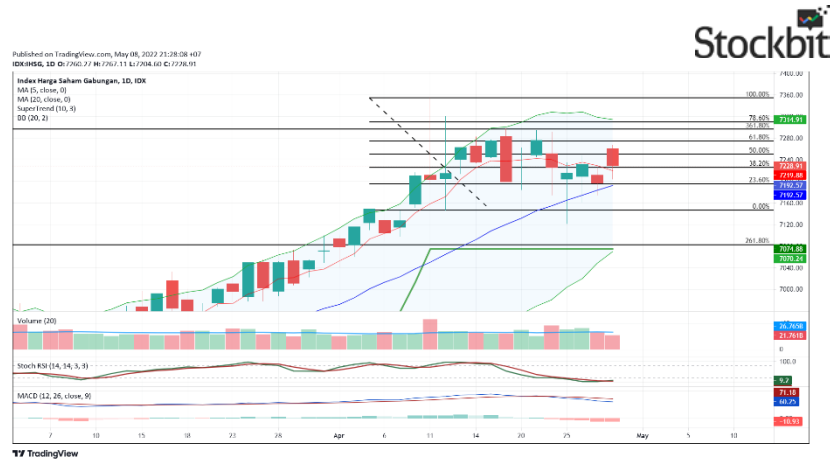 Stockbit
Published on TradingView.com, May 08, 2022 21:28:08 +07
IDX:IHSG, 1D O:7260.27 H:7267.11 L:7204.60 C:7228.91
Index Harga Saham Gabungan, 1D, IDX
MA (5, close, 0)
MA (20, close, 0)
SuperTrend (10, 3)
BB (20, 2)
7400.00
100.00%
7360.00
78.60%
7314.91
361.80%
61.80%
7280.00
50.00%
7240.00
38.20%
7228.91
7219.88
23.60%
7192.57
7192.57
0.00%
7160.00
7120.00
261.80%
7074.88
7070.24
7040.00
7000.00
Volume (20)
26.765B
21.761B
0
Stoch RSI (14, 14, 3, 3)
100.0
9.7
MACD (12, 26, close, 9)
71.18
60.25
-10.93
7 10 15 18 23 28 Apr 6 11 14 20 25 May 5 10
TradingView